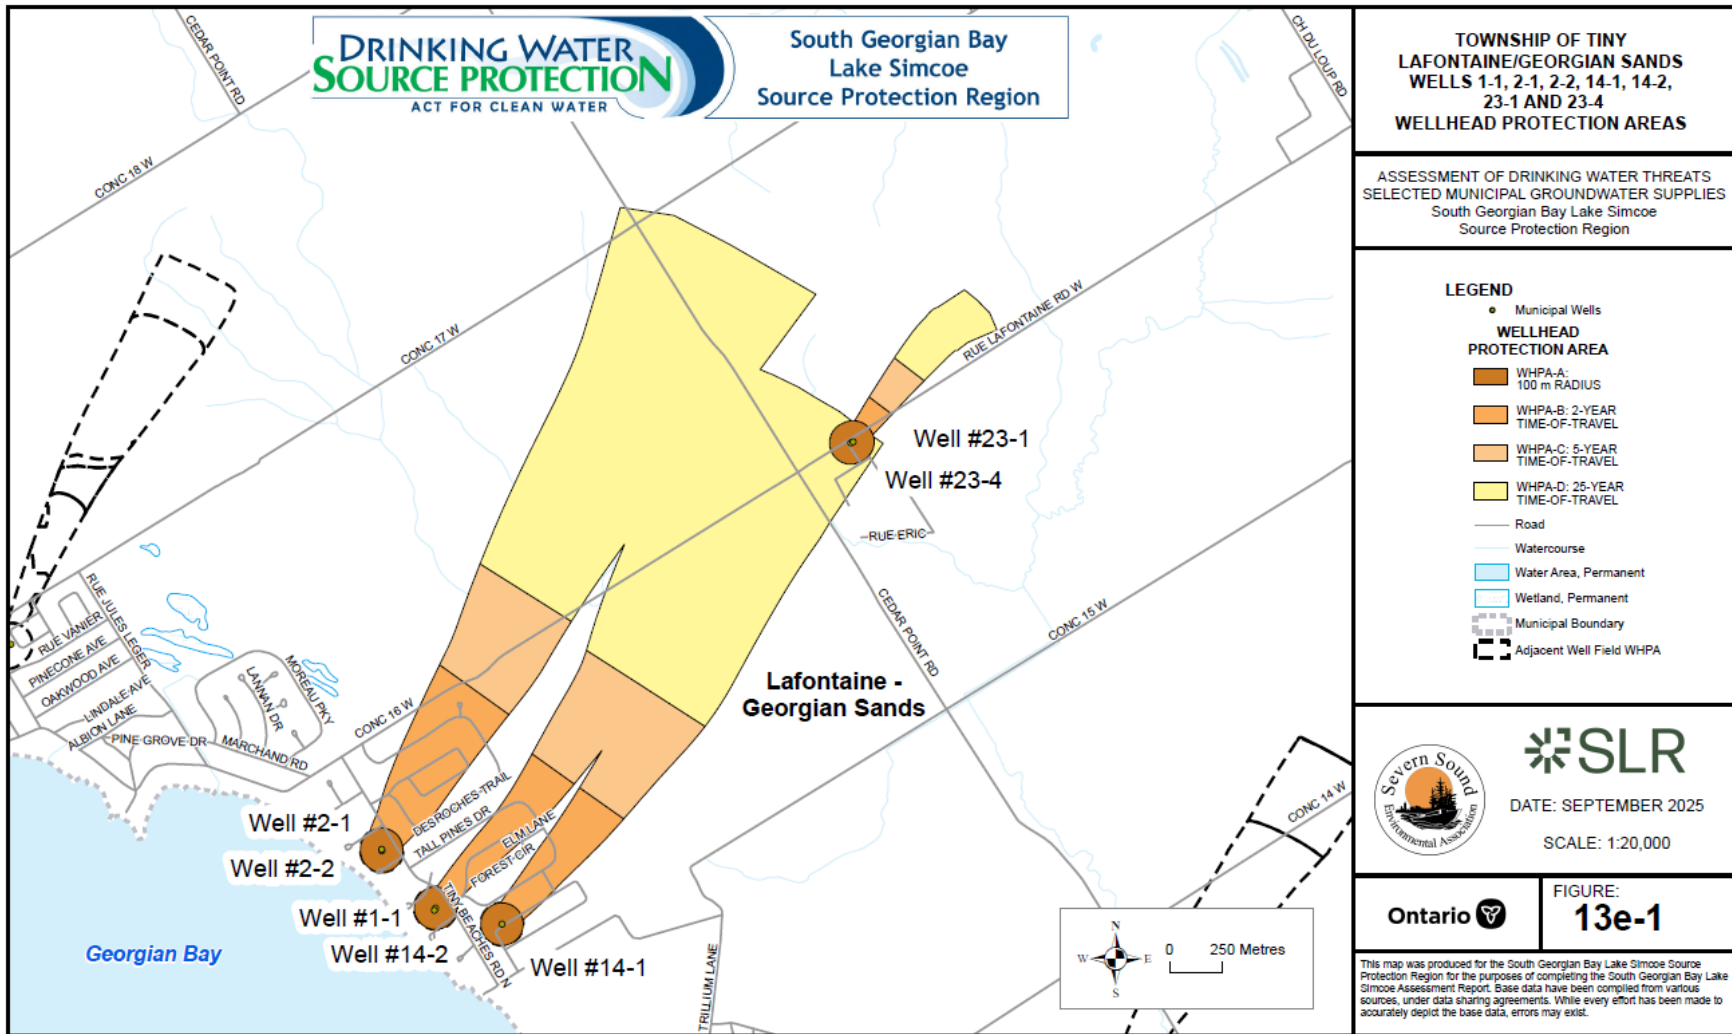 DRINKING WATER
SOURCE PROTECTION
ACT FOR CLEAN WATER
South Georgian Bay
Lake Simcoe
Source Protection Region
CEDAR POINT RD
CH DU LOUP RD
CONC 18 W
CONC 17 W
RUE LAFONTAINE RD W
Well #23-1
Well #23-4
RUE ERIC
CEDAR POINT RD
CONC 15 W
RUE JULES LEGER
RUE VANIER
PINECONE AVE
OAKWOOD AVE
LINDALE AVE
ALBION LANE
PINE GROVE DR
MARCHAND RD
LANNAN DR
MOREAU PKY
CONC 16 W
Lafontaine -
Georgian Sands
DESROCHES TRAIL
TALL PINES DR
ELM LANE
FOREST CIR
TINY BEACHES RD N
TRILLIUM LANE
CONC 14 W
Well #2-1
Well #2-2
Well #1-1
Well #14-2
Well #14-1
Georgian Bay
N
W
E
S
0 250 Metres
TOWNSHIP OF TINY
LAFONTAINE/GEORGIAN SANDS
WELLS 1-1, 2-1, 2-2, 14-1, 14-2,
23-1 AND 23-4
WELLHEAD PROTECTION AREAS
ASSESSMENT OF DRINKING WATER THREATS
SELECTED MUNICIPAL GROUNDWATER SUPPLIES
South Georgian Bay Lake Simcoe
Source Protection Region
LEGEND
Municipal Wells
WELLHEAD
PROTECTION AREA
WHPA-A:
100 m RADIUS
WHPA-B: 2-YEAR
TIME-OF-TRAVEL
WHPA-C: 5-YEAR
TIME-OF-TRAVEL
WHPA-D: 25-YEAR
TIME-OF-TRAVEL
Road
Watercourse
Water Area, Permanent
Wetland, Permanent
Municipal Boundary
Adjacent Well Field WHPA
Severn Sound
Environmental Association
SLR
DATE: SEPTEMBER 2025
SCALE: 1:20,000
Ontario
FIGURE:
13e-1
This map was produced for the South Georgian Bay Lake Simcoe Source
Protection Region for the purposes of completing the South Georgian Bay Lake
Simcoe Assessment Report. Base data have been compiled from various
sources, under data sharing agreements. While every effort has been made to
accurately depict the base data, errors may exist.